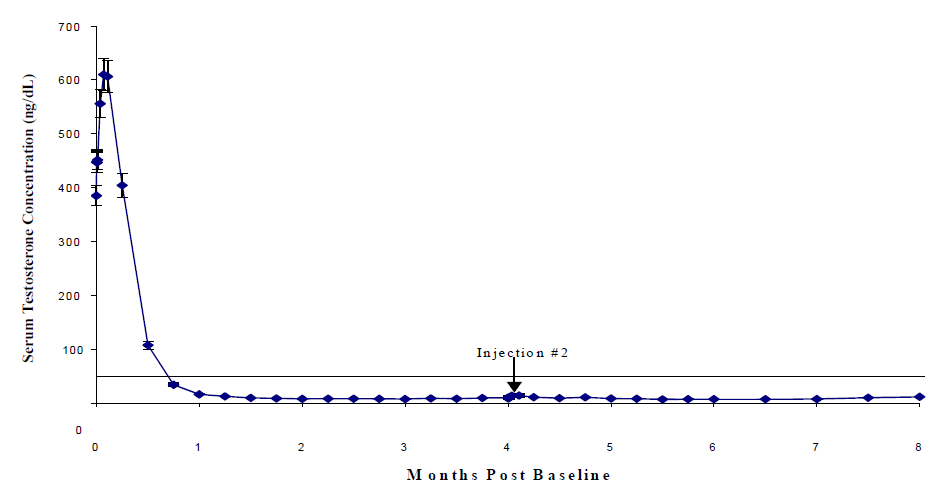 700
600
500
400
300
200
100
0
Serum Testosterone Concentration (ng/dL)
Injection #2
0 1 2 3 4 5 6 7 8
Months Post Baseline